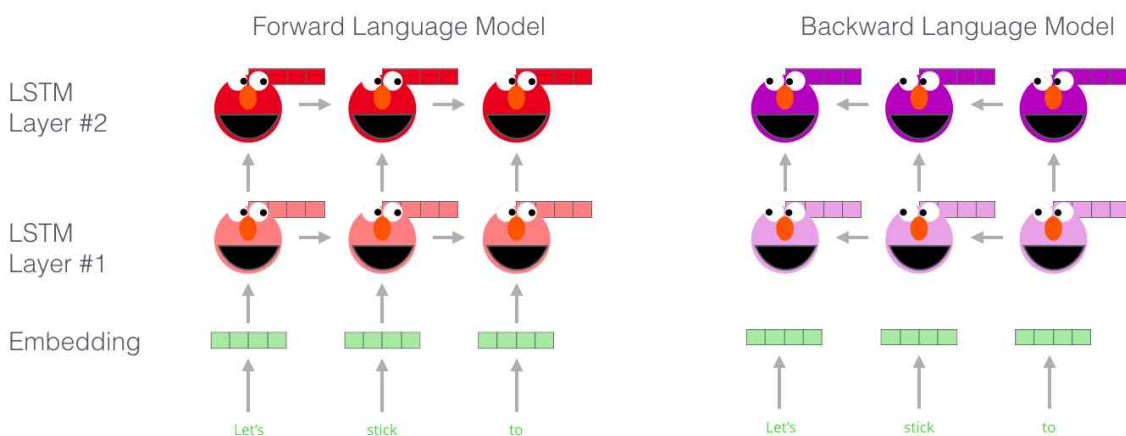 Forward Language Model
Backward Language Model
LSTM
Layer #2
LSTM
Layer #1
Embedding
Let's
stick
to
Let's
stick
to